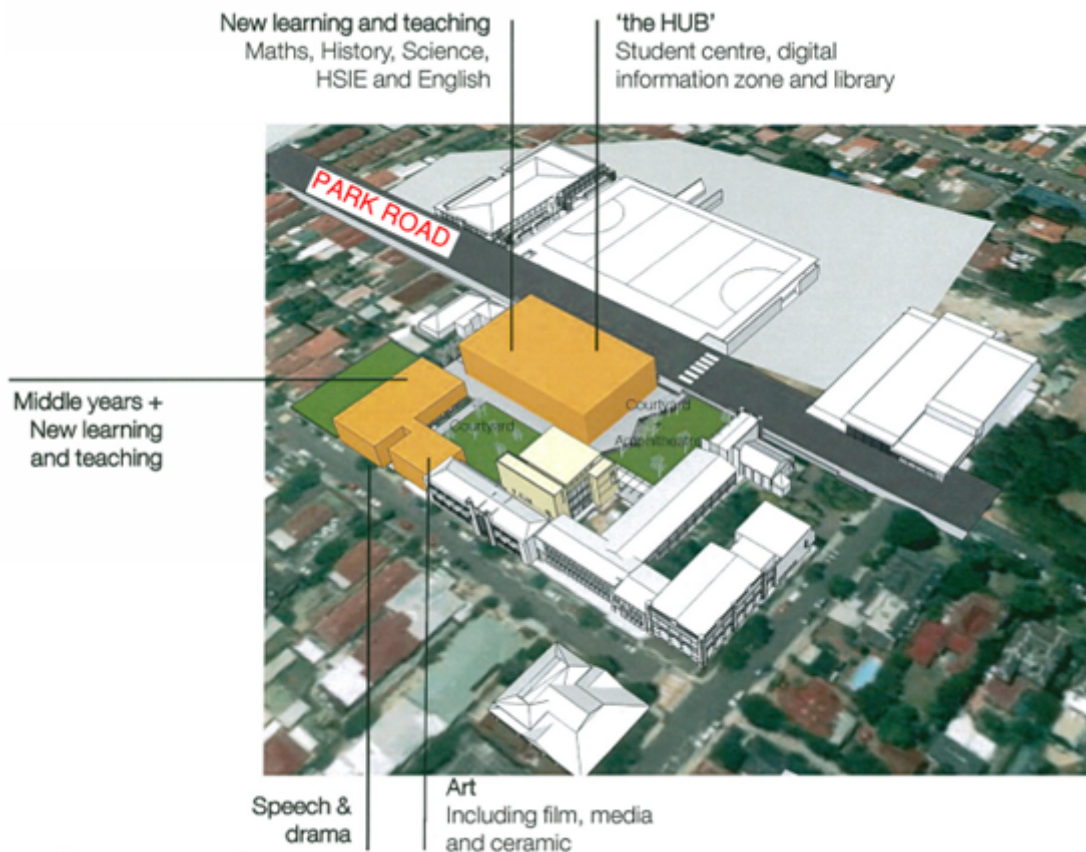 New learning and teaching
Maths, History, Science,
HSIE and English
‘the HUB’
Student centre, digital
information zone and library
PARK ROAD
Middle years +
New learning
and teaching
Courtyard
Courtyard
+
Amphitheatre
Speech &
drama
Art
Including film, media
and ceramic